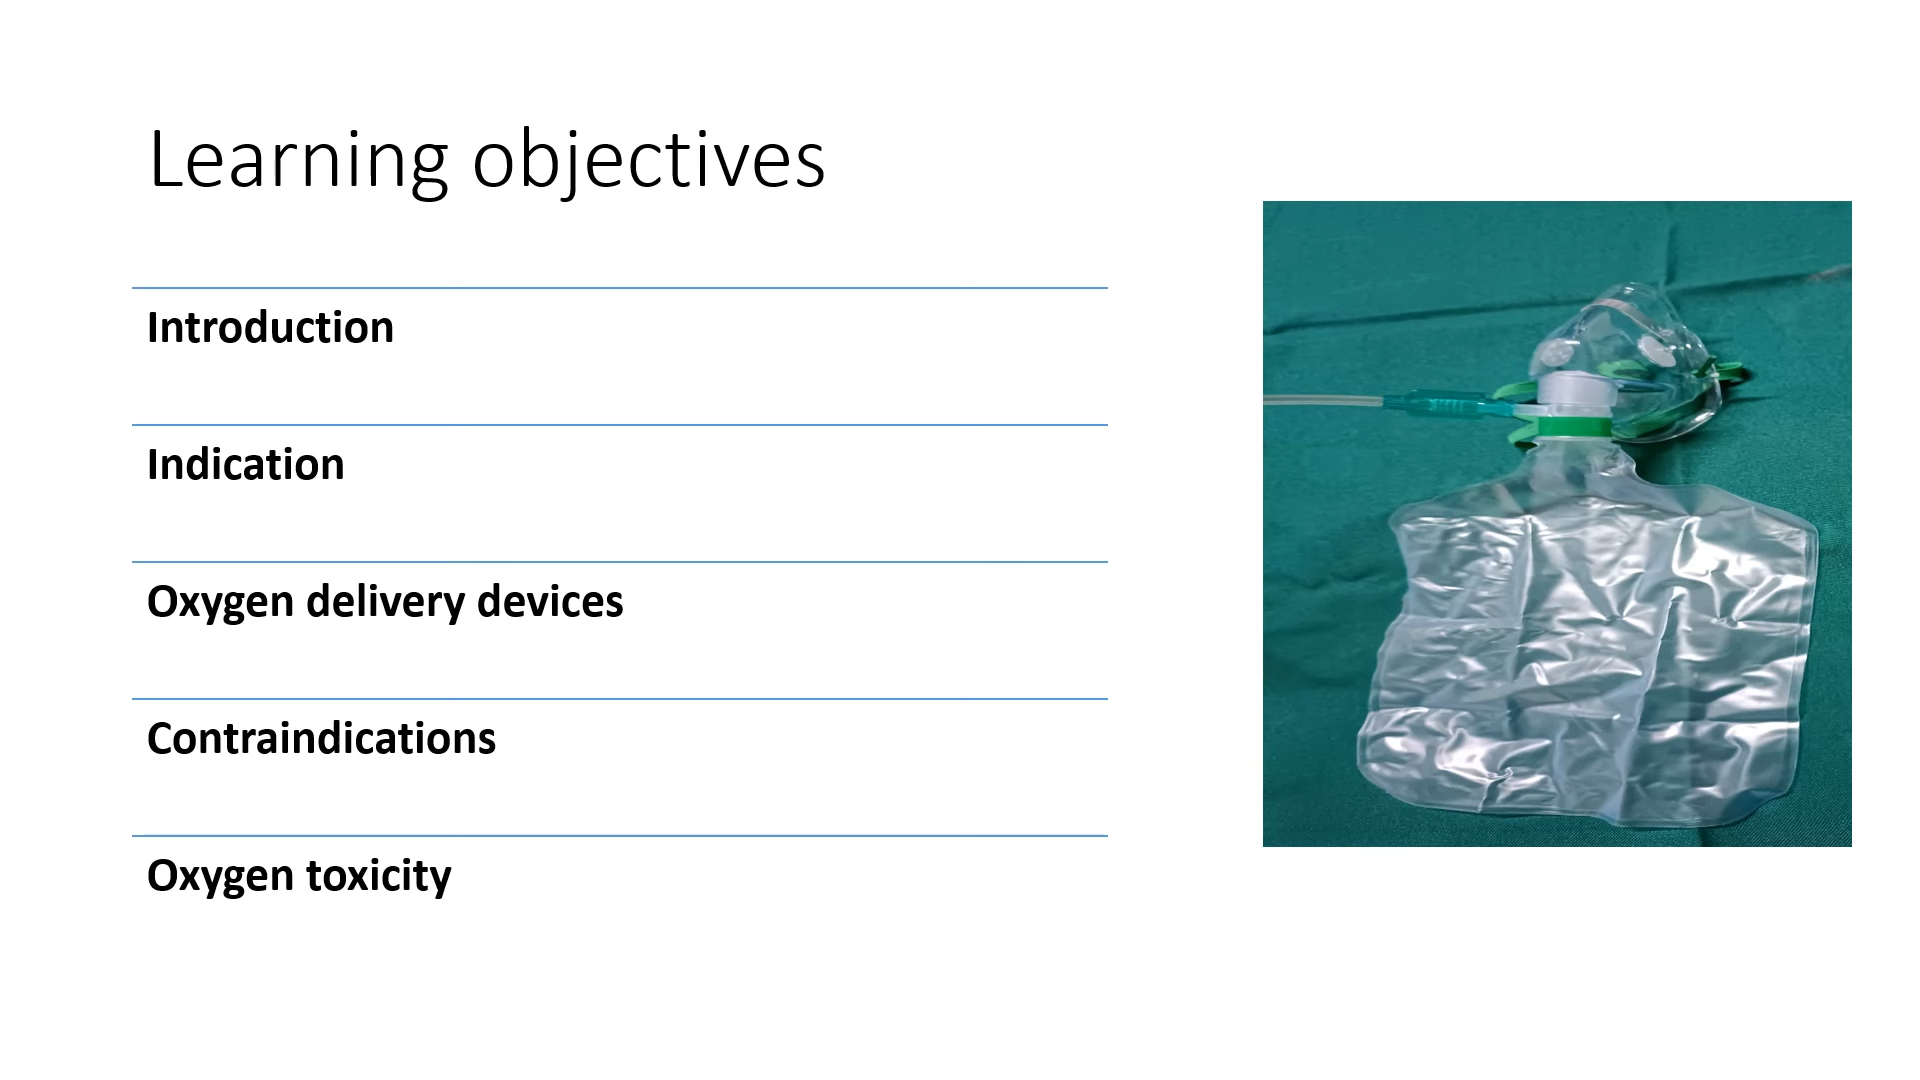 Learning objectives
Introduction
Indication
Oxygen delivery devices
Contraindications
Oxygen toxicity